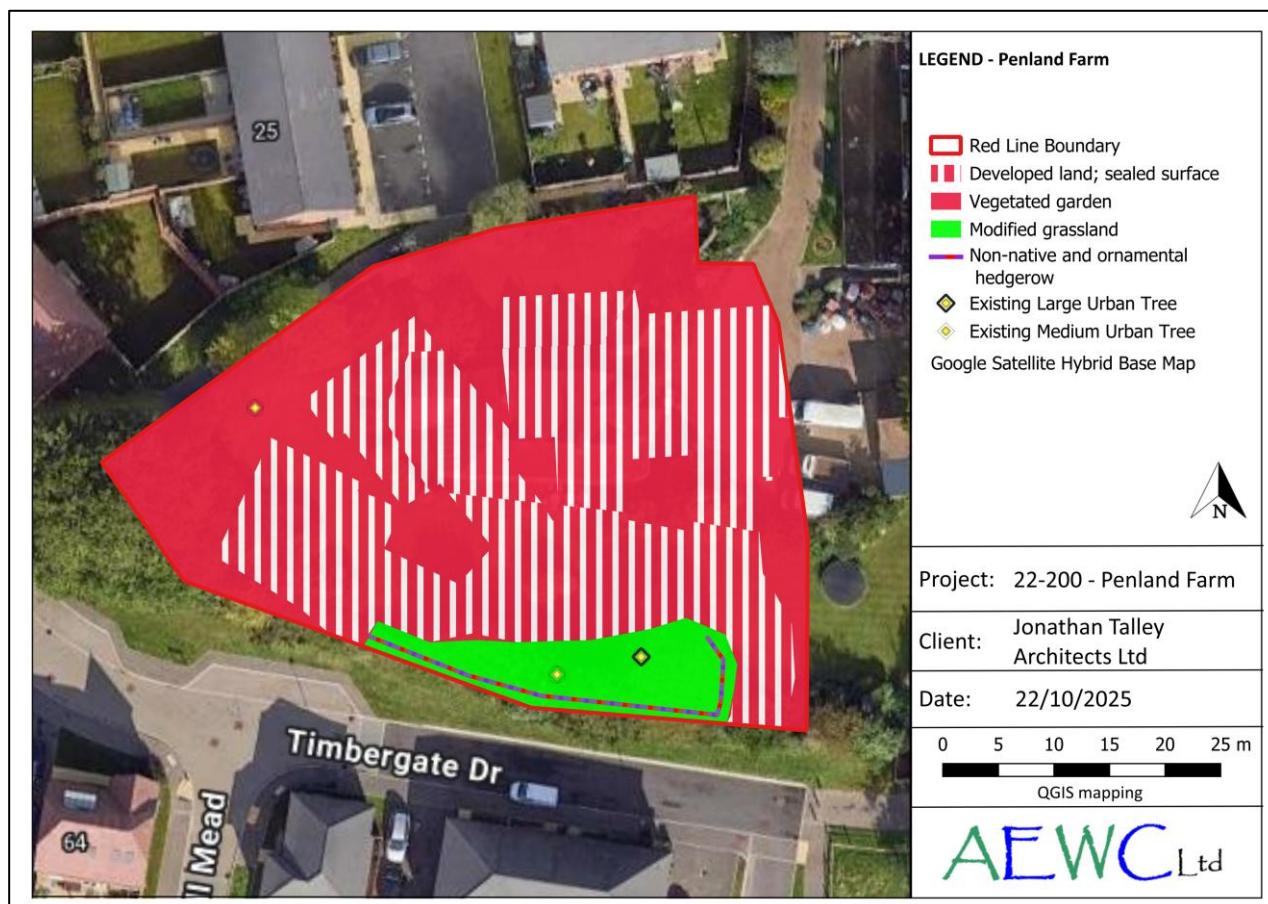 25
Timbergate Dr
ll Mead
64
LEGEND - Penland Farm
Red Line Boundary
Developed land; sealed surface
Vegetated garden
Modified grassland
Non-native and ornamental
hedgerow
Existing Large Urban Tree
Existing Medium Urban Tree
Google Satellite Hybrid Base Map
N
Project: 22-200 - Penland Farm
Client: Jonathan Talley
Architects Ltd
Date: 22/10/2025
0 5 10 15 20 25 m
QGIS mapping
AEWC Ltd